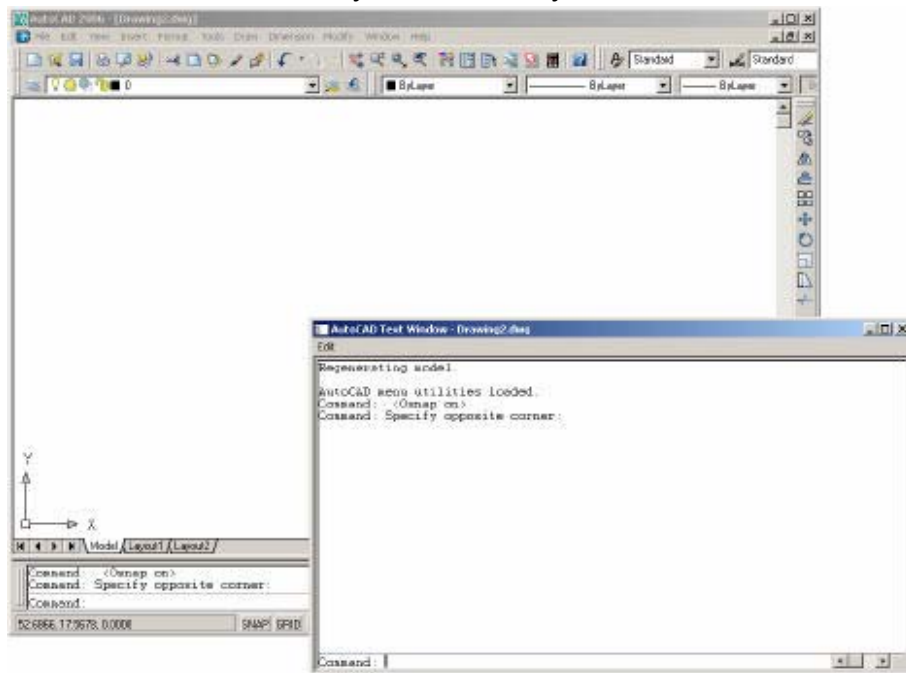 AutoCAD 2006 - [Drawing2.dwg]
File Edit View Insert Format Tools Draw Dimension Modify Window Help
Standard Standard
0 ByLayer ByLayer ByLayer
Y
X
Model Layout1 Layout2
Command: <Osnap on>
Command: Specify opposite corner:
Command:
52.6866, 17.5678, 0.0000 SNAP GRID
AutoCAD Text Window - Drawing2.dwg
Edit
Regenerating model.
AutoCAD menu utilities loaded.
Command: <Osnap on>
Command: Specify opposite corner:
Command: